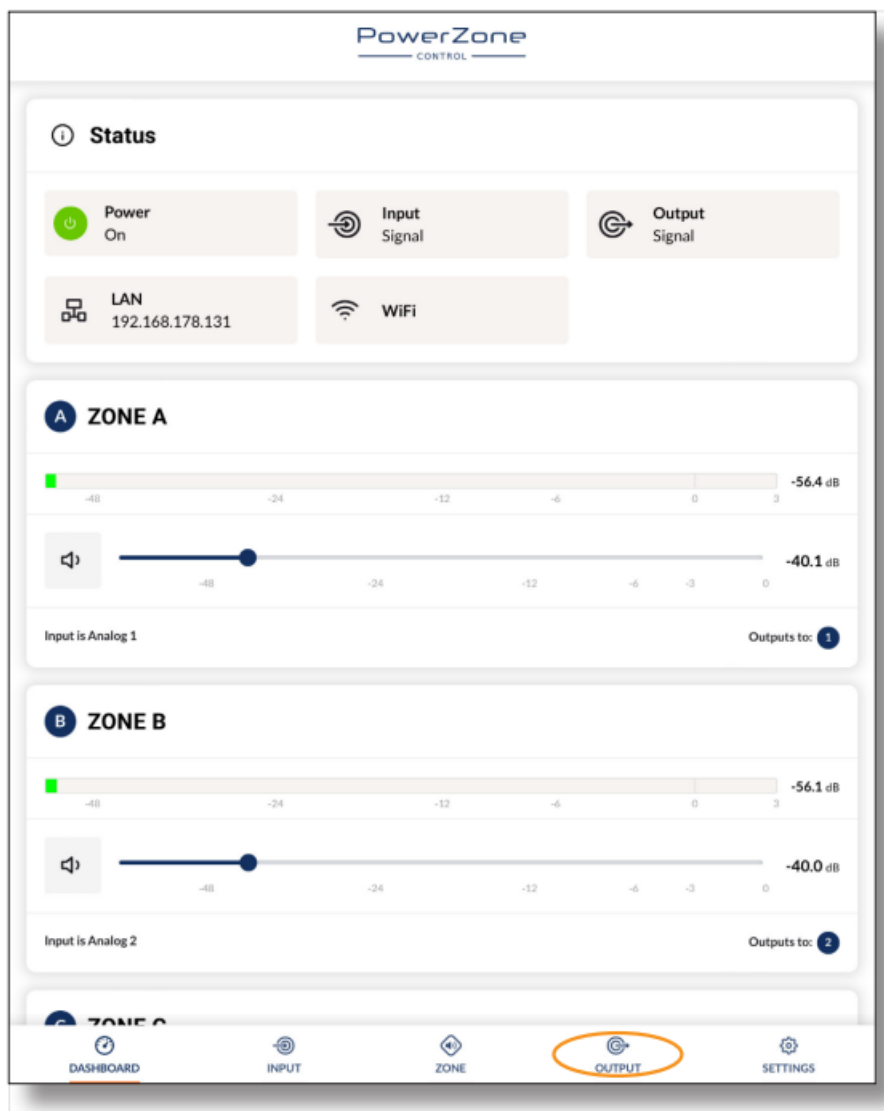 PowerZone
CONTROL
Status
Power
On
Input
Signal
Output
Signal
LAN
192.168.178.131
WiFi
A ZONE A
-56.4 dB
-48 -24 -12 -6 0 3
-40.1 dB
-48 -24 -12 -6 -3 0
Input is Analog 1 Outputs to: 1
B ZONE B
-56.1 dB
-48 -24 -12 -6 0 3
-40.0 dB
-48 -24 -12 -6 -3 0
Input is Analog 2 Outputs to: 2
C ZONE C
DASHBOARD INPUT ZONE OUTPUT SETTINGS